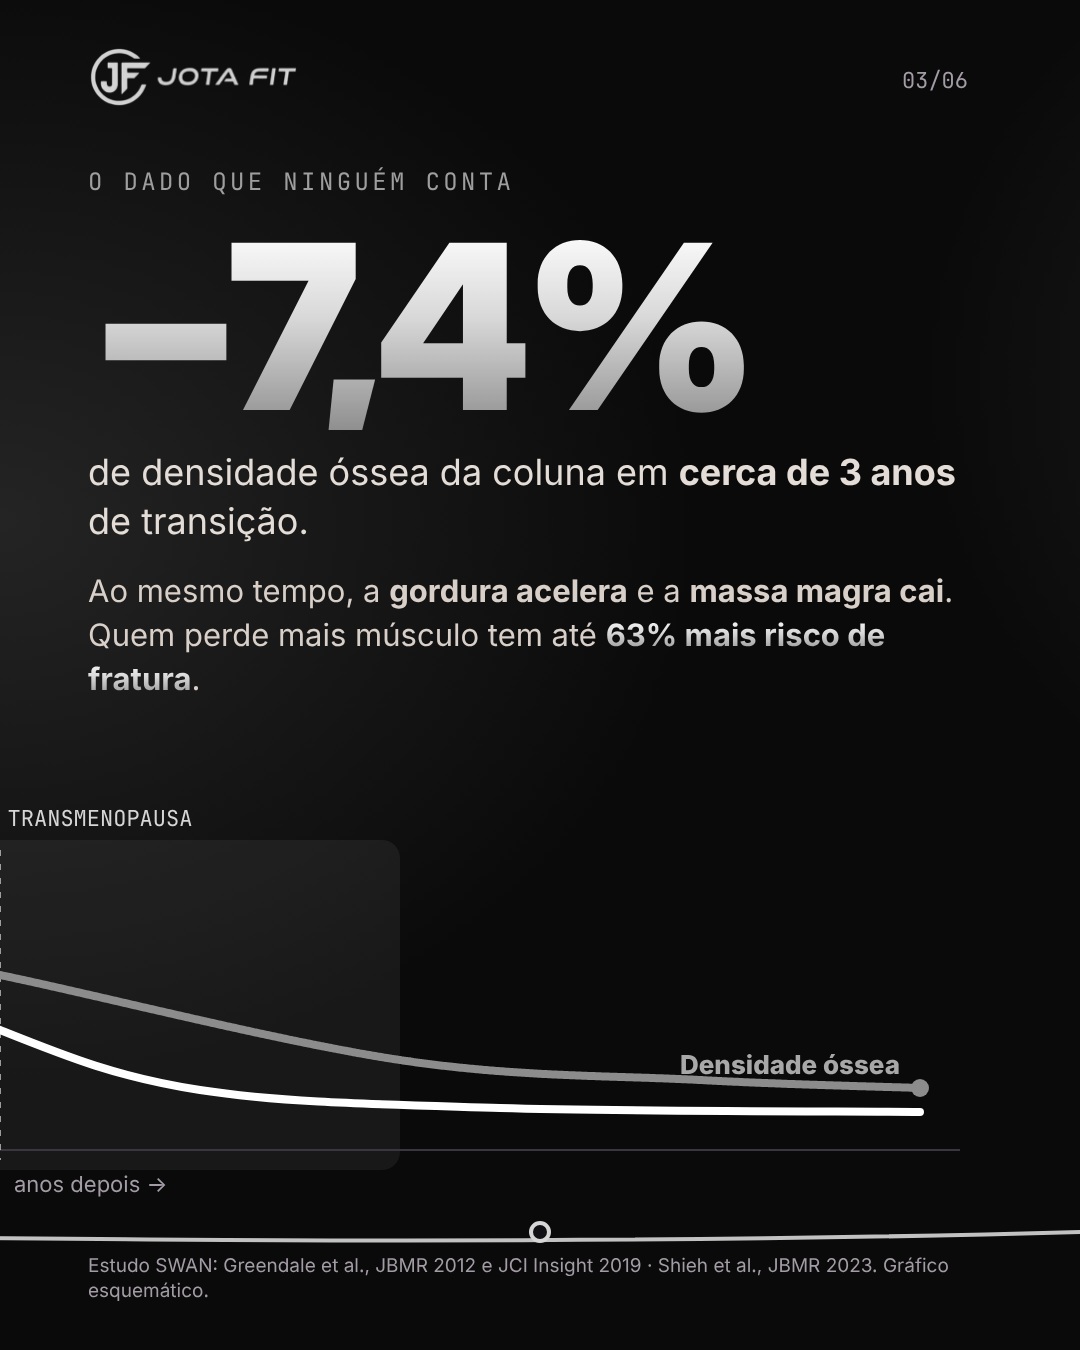 JF JOTA FIT
03/06
O DADO QUE NINGUÉM CONTA
–7,4%
de densidade óssea da coluna em cerca de 3 anos
de transição.
Ao mesmo tempo, a gordura acelera e a massa magra cai.
Quem perde mais músculo tem até 63% mais risco de
fratura.
TRANSMENOPAUSA
Densidade óssea
anos depois →
Estudo SWAN: Greendale et al., JBMR 2012 e JCI Insight 2019 · Shieh et al., JBMR 2023. Gráfico
esquemático.